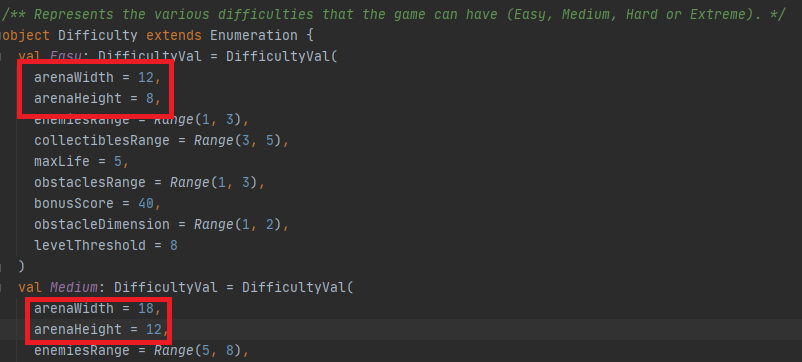 /** Represents the various difficulties that the game can have (Easy, Medium, Hard or Extreme). */
object Difficulty extends Enumeration {
val Easy: DifficultyVal = DifficultyVal(
arenaWidth = 12,
arenaHeight = 8,
enemiesRange = Range(1, 3),
collectiblesRange = Range(3, 5),
maxLife = 5,
obstaclesRange = Range(1, 3),
bonusScore = 40,
obstacleDimension = Range(1, 2),
levelThreshold = 8
)
val Medium: DifficultyVal = DifficultyVal(
arenaWidth = 18,
arenaHeight = 12,
enemiesRange = Range(5, 8),